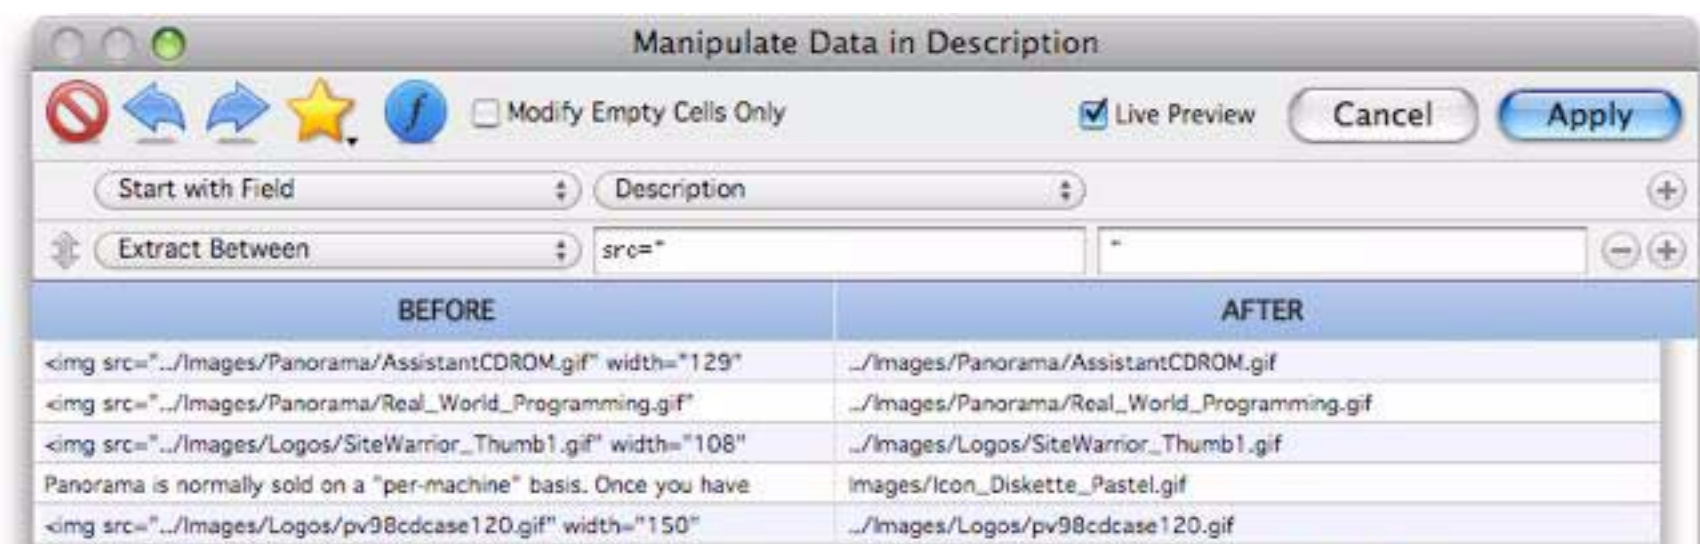 Manipulate Data in Description
f Modify Empty Cells Only Live Preview Cancel Apply
Start with Field Description
Extract Between src=" "
BEFORE AFTER
<img src="../Images/Panorama/AssistantCDROM.gif" width="129" ../Images/Panorama/AssistantCDROM.gif
<img src="../Images/Panorama/Real_World_Programming.gif" ../Images/Panorama/Real_World_Programming.gif
<img src="../Images/Logos/SiteWarrior_Thumb1.gif" width="108" ../Images/Logos/SiteWarrior_Thumb1.gif
Panorama is normally sold on a "per-machine" basis. Once you have Images/Icon_Diskette_Pastel.gif
<img src="../Images/Logos/pv98cdcase120.gif" width="150" ../Images/Logos/pv98cdcase120.gif